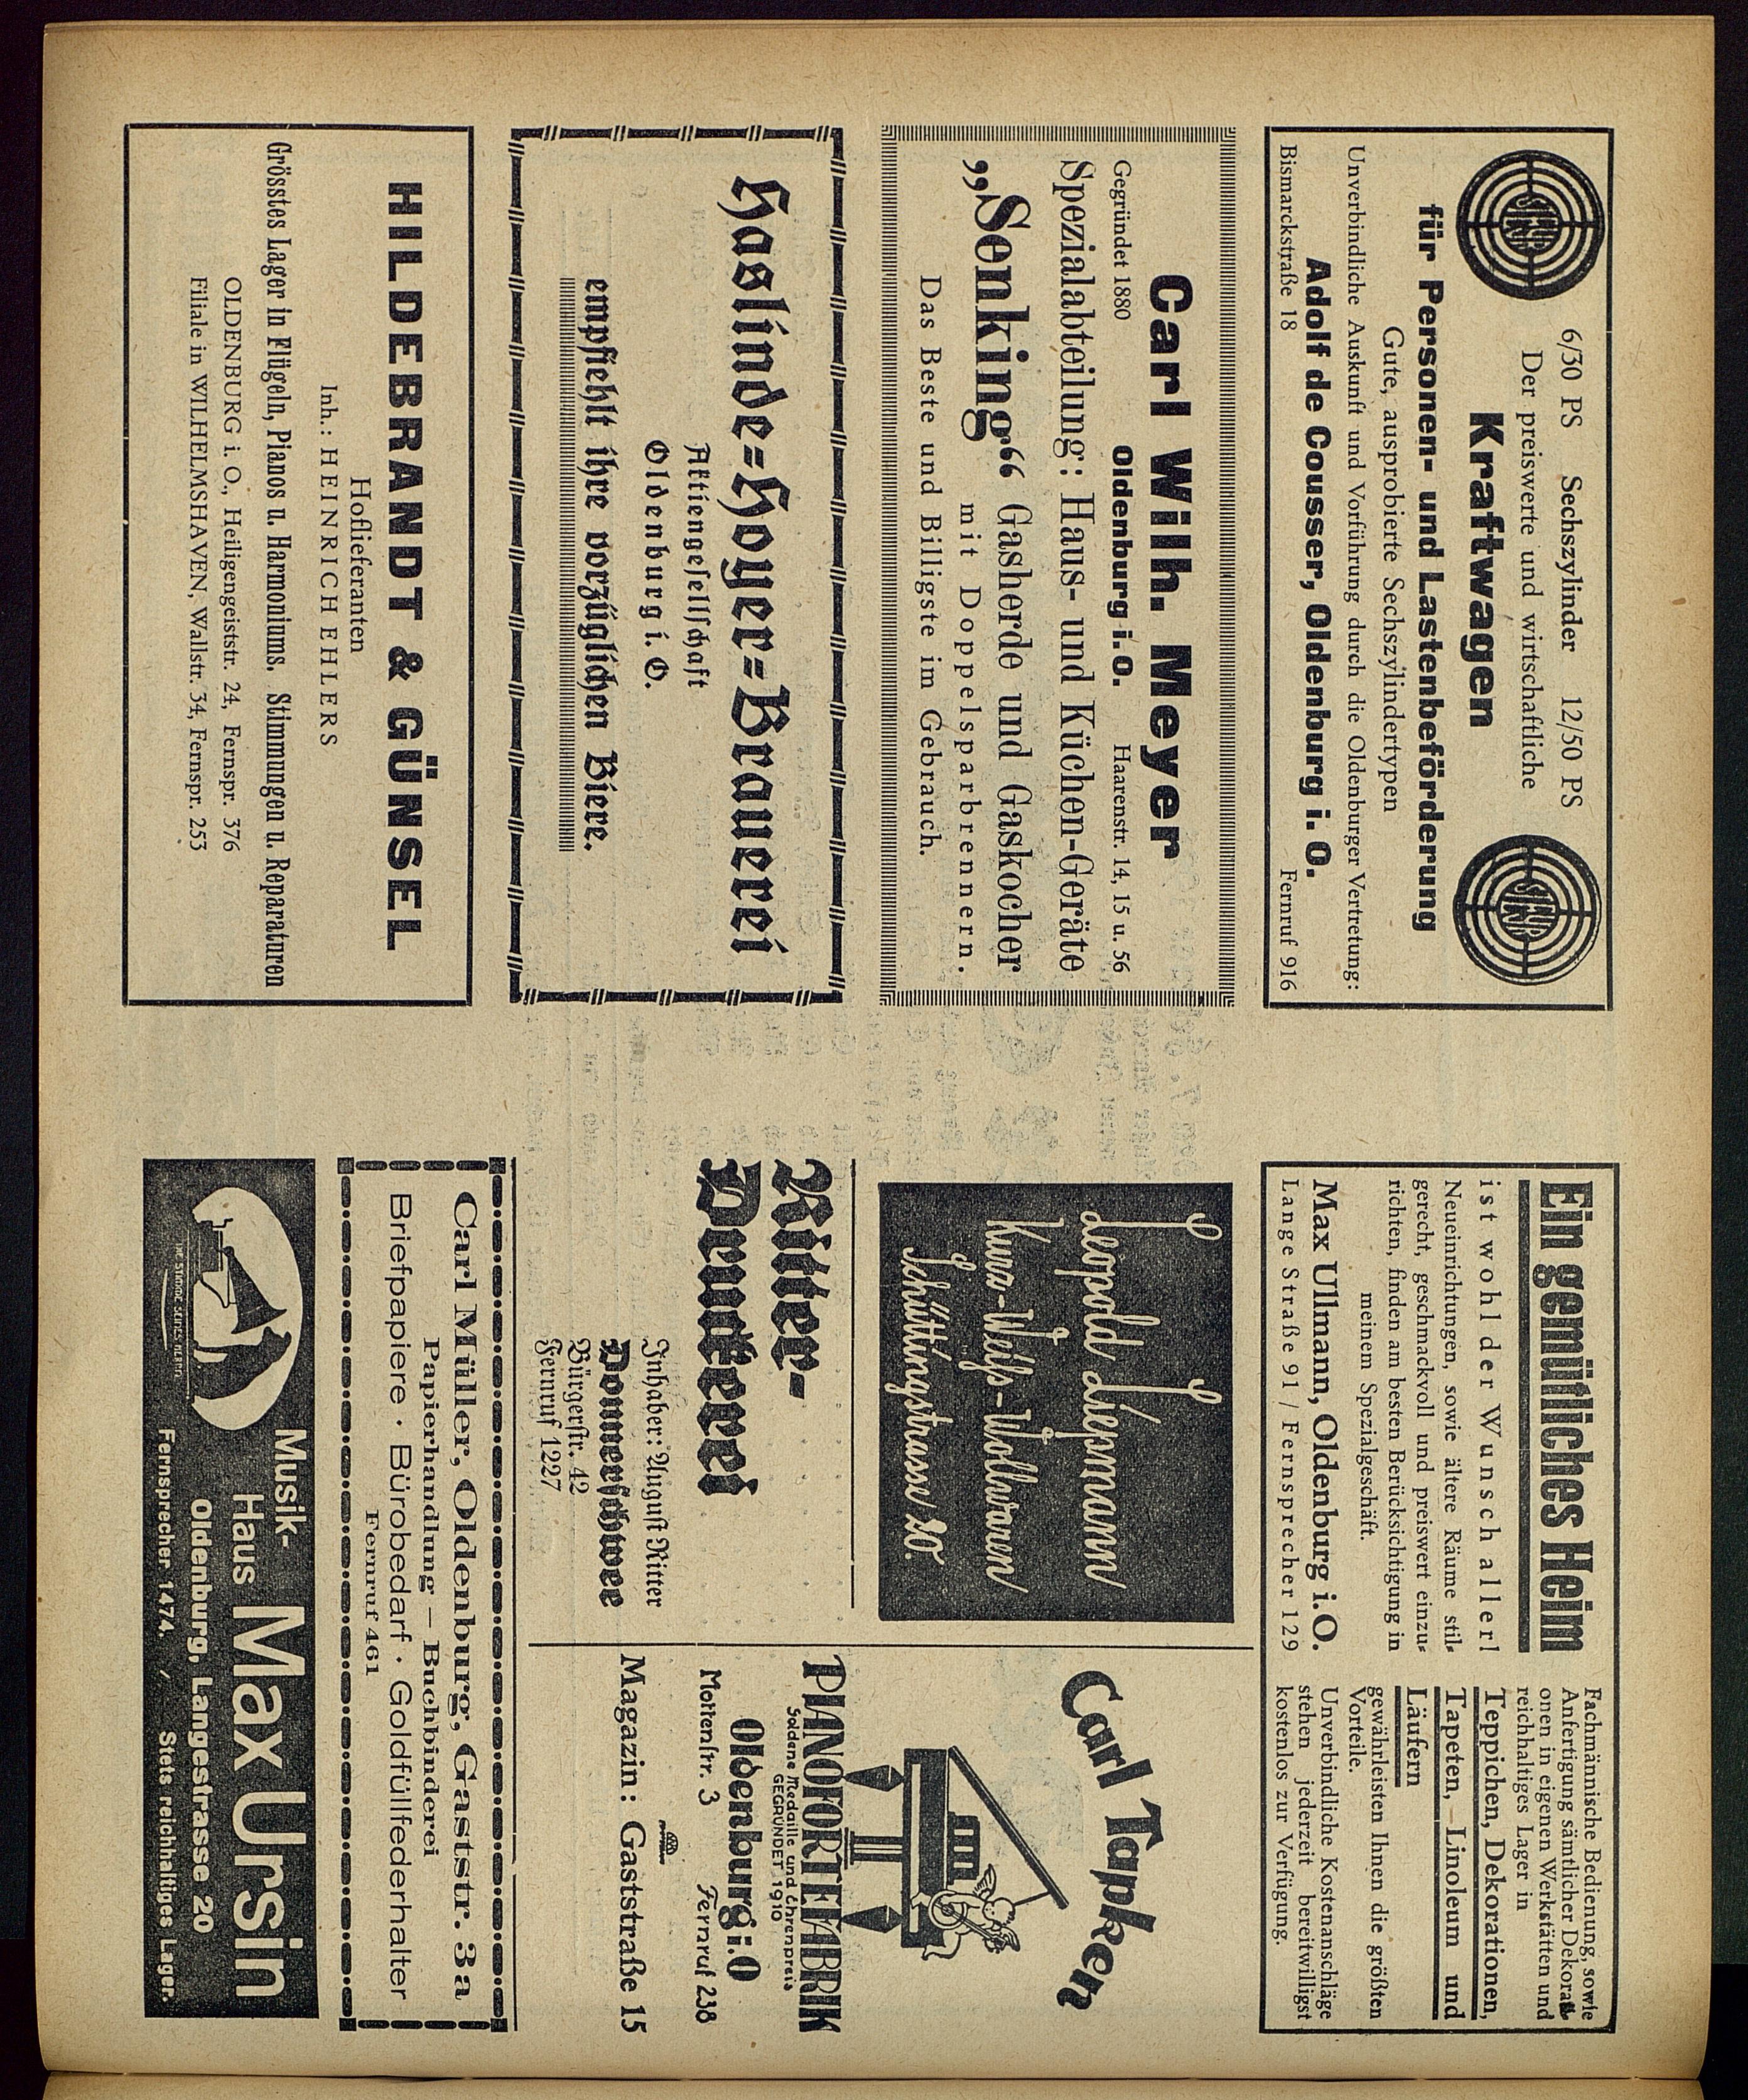 6/30 PS Sechszylinder 12/50 PS
Der preiswerte und wirtschaftliche
Kraftwagen
für Personen- und Lastenbeförderung
Gute, ausprobierte Sechszylindertypen
Unverbindliche Auskunft und Vorführung durch die Oldenburger Vertretung:
Adolf de Cousser, Oldenburg i. O.
Bismarckstraße 18 Fernruf 916
Carl Wilh. Meyer
Gegründet 1880 Oldenburg i. O. Haarenstr. 14, 15 u. 56
Spezialabteilung: Haus- und Küchen-Geräte
„Senking“ Gasherde und Gaskocher
mit Doppelsparbrennern.
Das Beste und Billigste im Gebrauch.
Haslinde-Hoyer-Brauerei
Aktiengesellschaft
Oldenburg i. O.
empfiehlt ihre vorzüglichen Biere.
HILDEBRANDT & GÜNSEL
Hoflieferanten
Inh.: HEINRICH EHLERS
Grösstes Lager in Flügeln, Pianos u. Harmoniums. Stimmungen u. Reparaturen
OLDENBURG i. O., Heiligengeiststr. 24, Fernspr. 376
Filiale in WILHELMSHAVEN, Wallstr. 34, Fernspr. 253
Ein gemütliches Heim
ist wohl der Wunsch aller!
Neueinrichtungen, sowie ältere Räume stil-
gerecht, geschmackvoll und preiswert einzu-
richten, finden am besten Berücksichtigung in
meinem Spezialgeschäft.
Max Ullmann, Oldenburg i.O.
Lange Straße 91 / Fernsprecher 129
Fachmännische Bedienung, sowie
Anfertigung sämtlicher Dekorati-
onen in eigenen Werkstätten und
reichhaltiges Lager in
Teppichen, Dekorationen,
Tapeten, Linoleum und
Läufern
gewährleisten Ihnen die größten
Vorteile.
Unverbindliche Kostenanschläge
stehen jederzeit bereitwilligst
kostenlos zur Verfügung.
Leopold Liepmann
Kurz-Weiß-Wollwaren
Schüttingstrasse 20.
Carl Tapken
PIANOFORTEFABRIK
Goldene Medaille und Ehrenpreis
GEGRÜNDET 1910
Oldenburg i.O
Mottenstr. 3 Fernruf 238
Magazin: Gaststraße 15
Ritter-
Druckerei
Inhaber: August Ritter
Donnerschwee
Bürgerstr. 42
Fernruf 1227
Carl Müller, Oldenburg, Gaststr. 3a
Papierhandlung – Buchbinderei
Briefpapiere · Bürobedarf · Goldfüllfederhalter
Fernruf 461
DIE STIMME SEINES HERRN
Musik-
Haus Max Ursin
Oldenburg, Langestrasse 20
Fernsprecher 1474. / Stets reichhaltiges Lager.